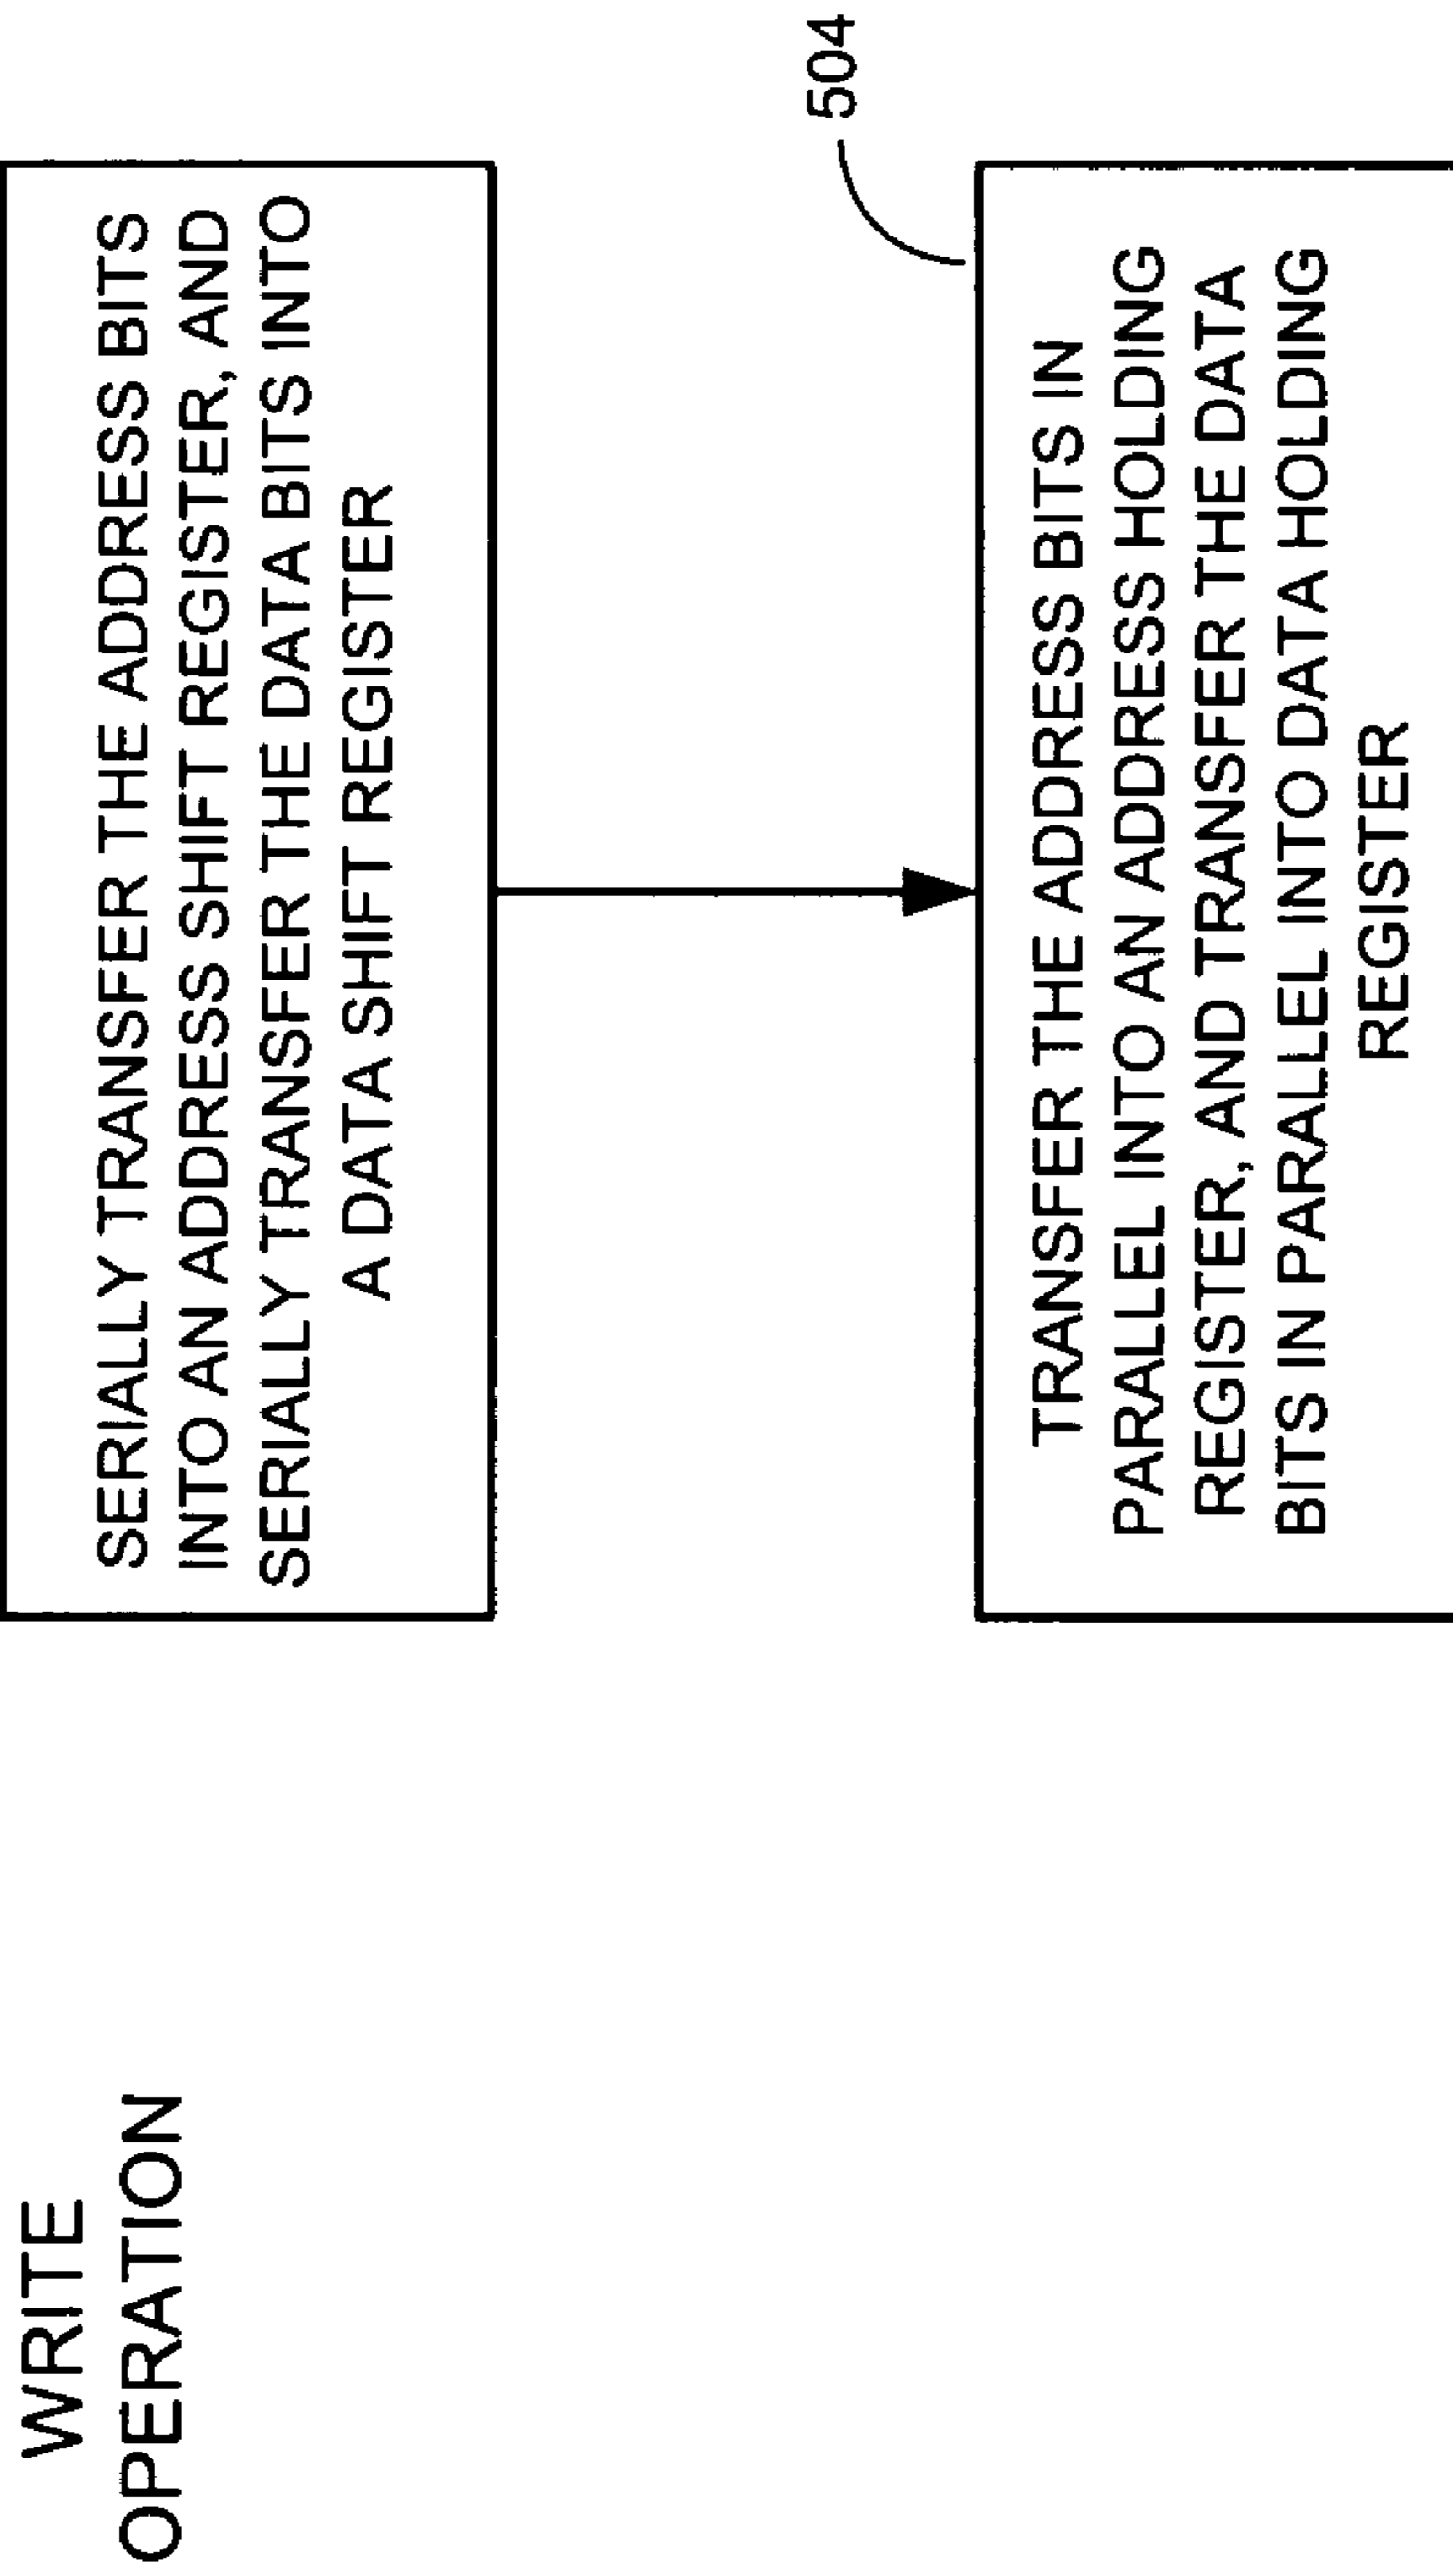 WRITE
OPERATION
SERIALLY TRANSFER THE ADDRESS BITS
INTO AN ADDRESS SHIFT REGISTER, AND
SERIALLY TRANSFER THE DATA BITS INTO
A DATA SHIFT REGISTER
504
TRANSFER THE ADDRESS BITS IN
PARALLEL INTO AN ADDRESS HOLDING
REGISTER, AND TRANSFER THE DATA
BITS IN PARALLEL INTO DATA HOLDING
REGISTER